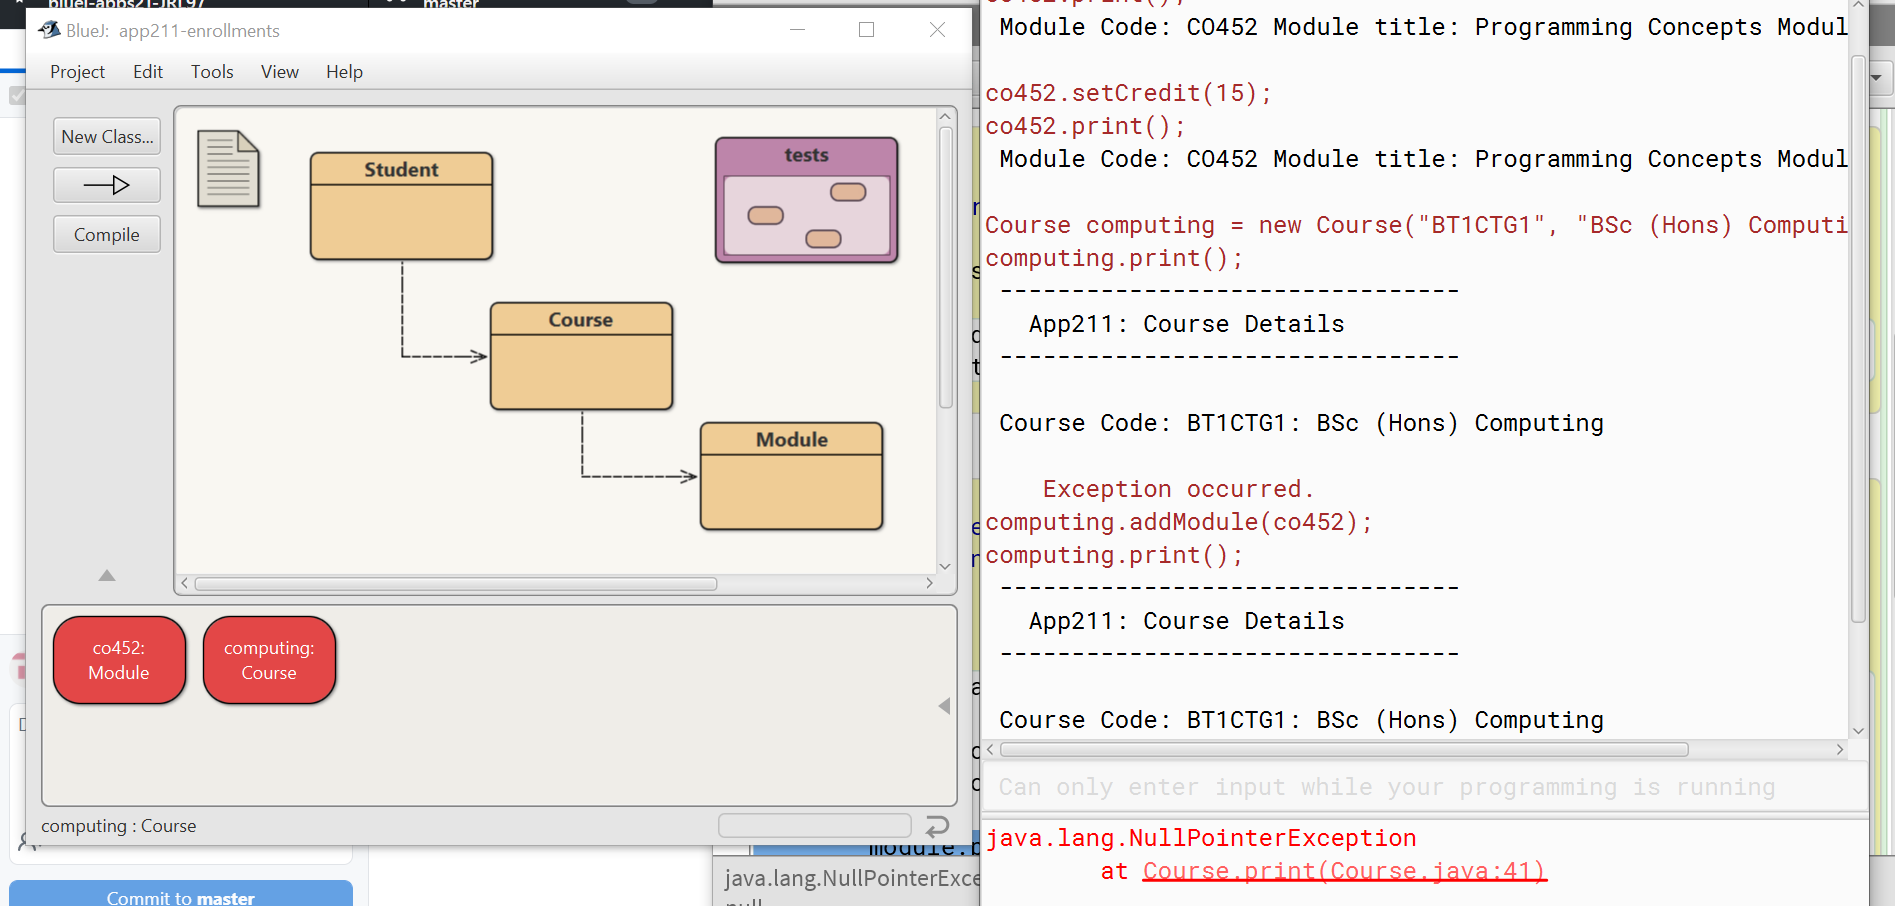 master
BlueJ: app211-enrollments
Project Edit Tools View Help
New Class...
Compile
Student
tests
Course
Module
co452:
Module
computing:
Course
computing : Course
Commit to master
module.
java.lang.NullPointerExce
null
Module Code: CO452 Module title: Programming Concepts Modul
co452.setCredit(15);
co452.print();
Module Code: CO452 Module title: Programming Concepts Modul
Course computing = new Course("BT1CTG1", "BSc (Hons) Computi
computing.print();
--------------------------------
App211: Course Details
--------------------------------
Course Code: BT1CTG1: BSc (Hons) Computing
Exception occurred.
computing.addModule(co452);
computing.print();
--------------------------------
App211: Course Details
--------------------------------
Course Code: BT1CTG1: BSc (Hons) Computing
Can only enter input while your programming is running
java.lang.NullPointerException
at Course.print(Course.java:41)